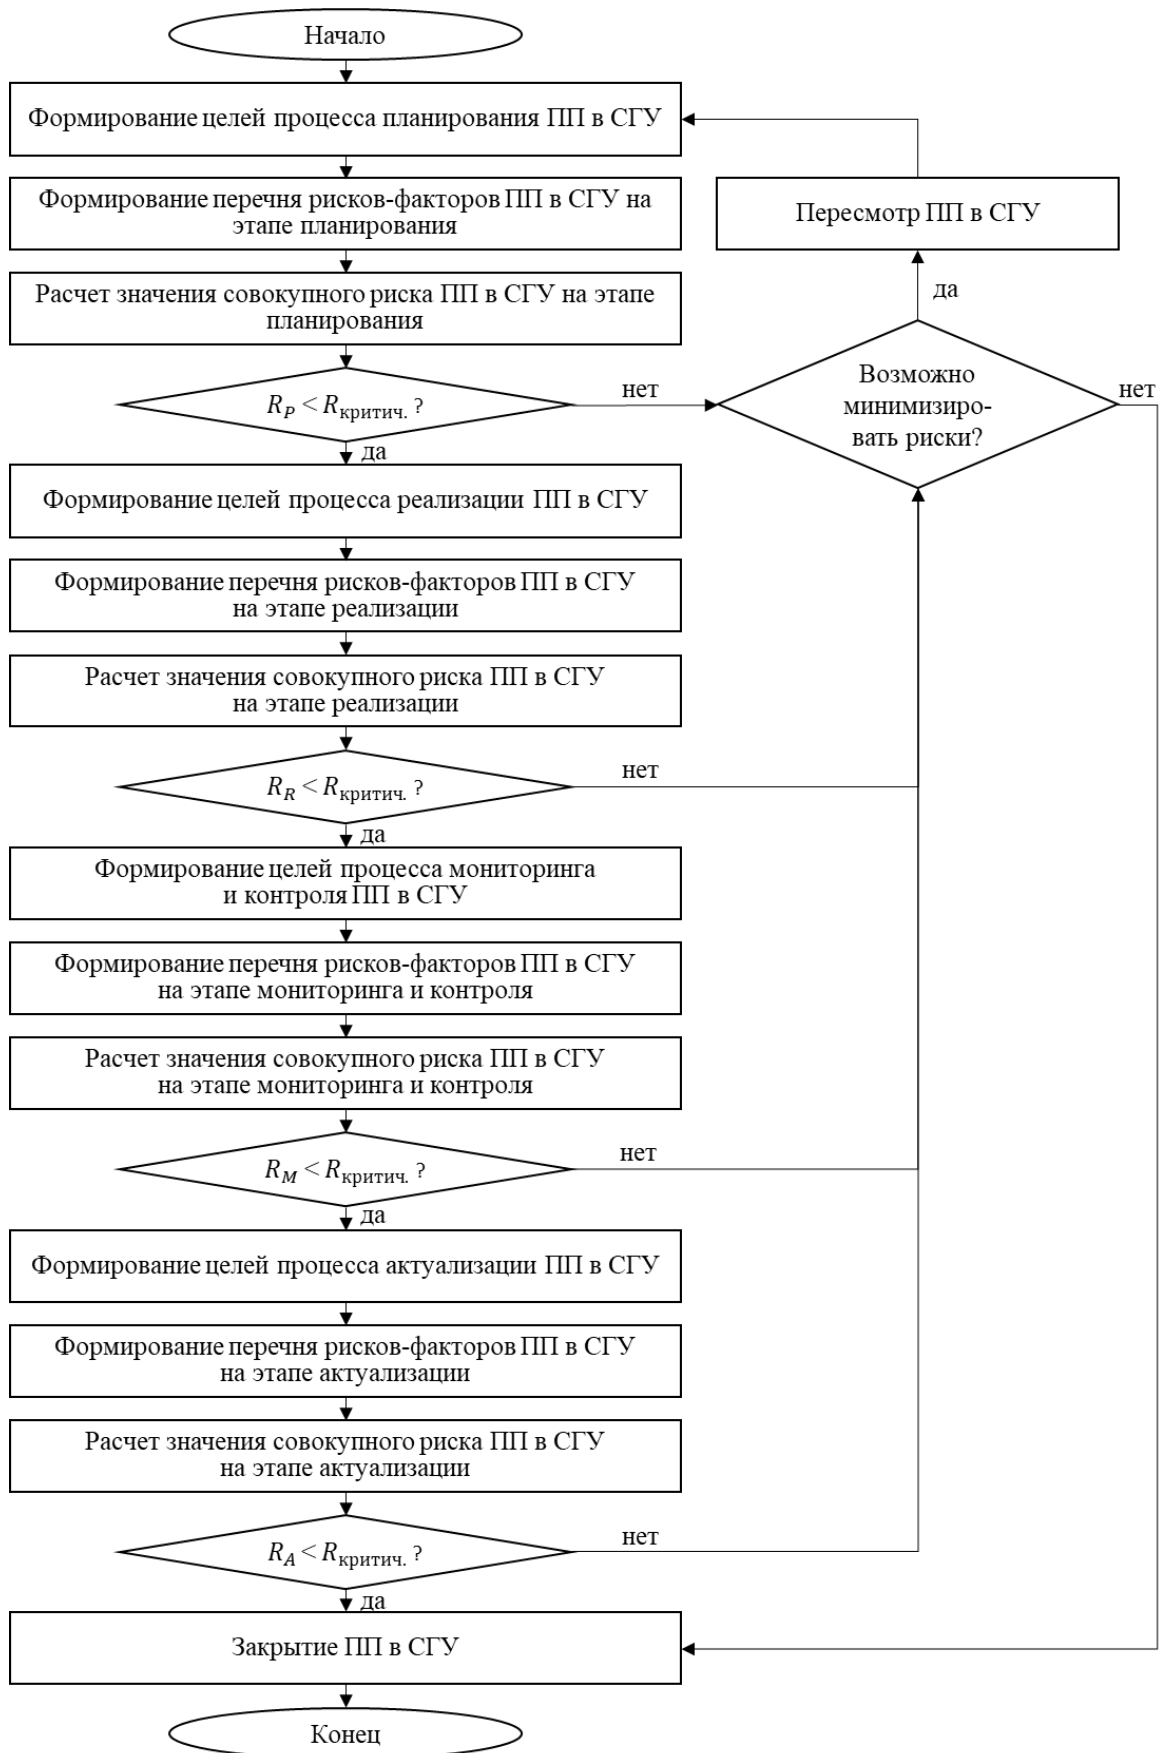 Начало
Формирование целей процесса планирования ПП в СГУ
Формирование перечня рисков-факторов ПП в СГУ на
этапе планирования
Пересмотр ПП в СГУ
Расчет значения совокупного риска ПП в СГУ на этапе
планирования
да
R_P < R_критич. ?
нет
Возможно
минимизиро-
вать риски?
нет
да
Формирование целей процесса реализации ПП в СГУ
Формирование перечня рисков-факторов ПП в СГУ
на этапе реализации
Расчет значения совокупного риска ПП в СГУ
на этапе реализации
R_R < R_критич. ?
нет
да
Формирование целей процесса мониторинга
и контроля ПП в СГУ
Формирование перечня рисков-факторов ПП в СГУ
на этапе мониторинга и контроля
Расчет значения совокупного риска ПП в СГУ
на этапе мониторинга и контроля
R_M < R_критич. ?
нет
да
Формирование целей процесса актуализации ПП в СГУ
Формирование перечня рисков-факторов ПП в СГУ
на этапе актуализации
Расчет значения совокупного риска ПП в СГУ
на этапе актуализации
R_A < R_критич. ?
нет
да
Закрытие ПП в СГУ
Конец